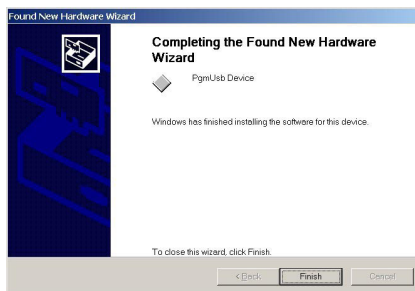 Found New Hardware Wizard
Completing the Found New Hardware
Wizard
PgmUsb Device
Windows has finished installing the software for this device.
To close this wizard, click Finish.
< Back
Finish
Cancel